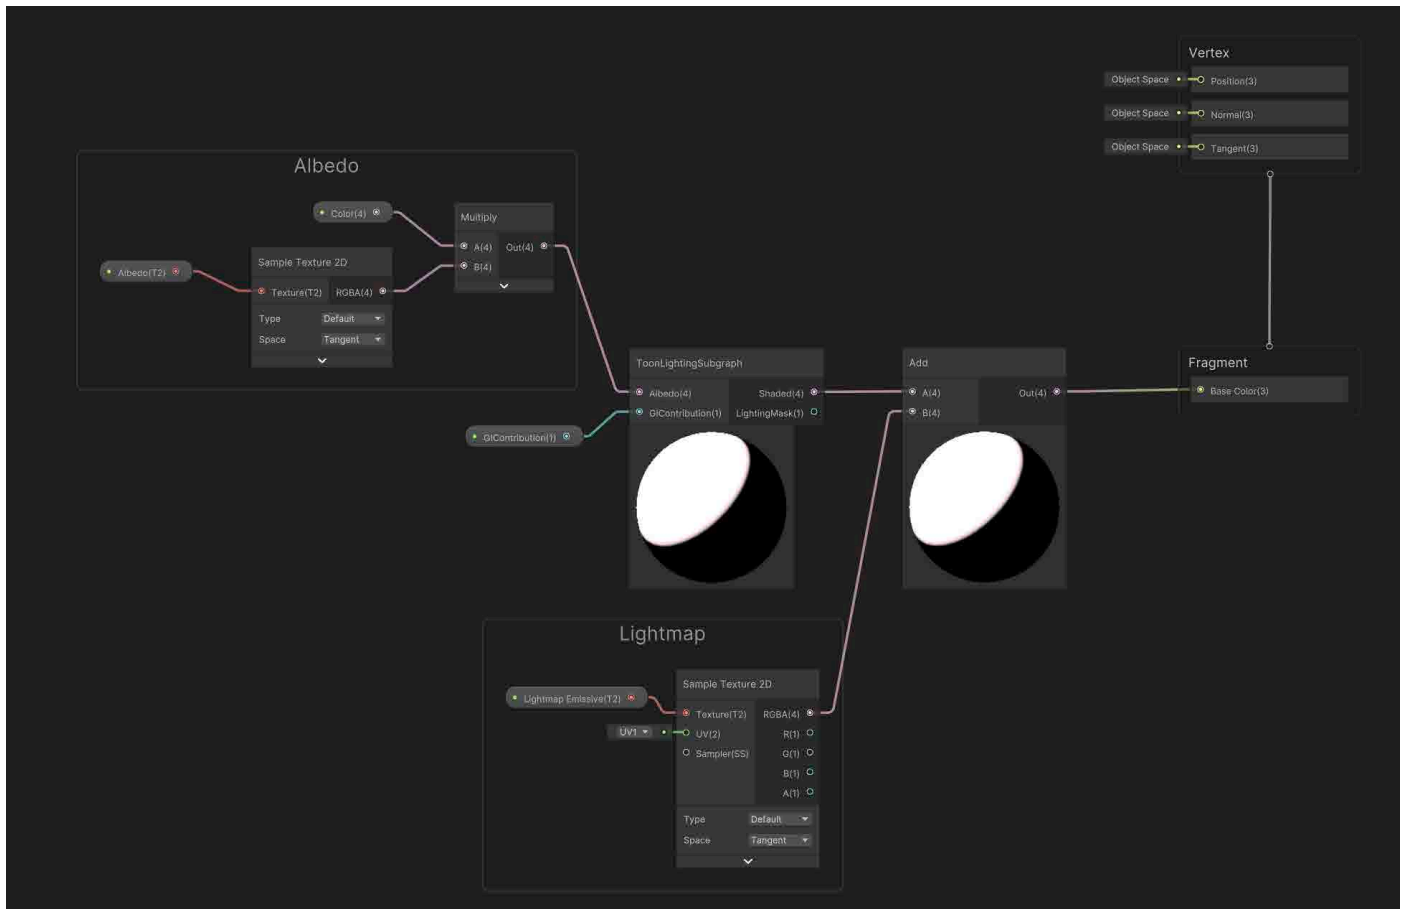 Vertex
Object Space
Position(3)
Object Space
Normal(3)
Object Space
Tangent(3)
Albedo
Color(4)
Multiply
A(4) Out(4)
B(4)
Albedo(T2)
Sample Texture 2D
Texture(T2) RGBA(4)
Type Default
Space Tangent
ToonLightingSubgraph
Albedo(4) Shaded(4)
GIContribution(1) LightingMask(1)
GIContribution(1)
Add
A(4) Out(4)
B(4)
Fragment
Base Color(3)
Lightmap
Lightmap Emissive(T2)
UV1
Sample Texture 2D
Texture(T2) RGBA(4)
UV(2) R(1)
Sampler(SS) G(1)
B(1)
A(1)
Type Default
Space Tangent